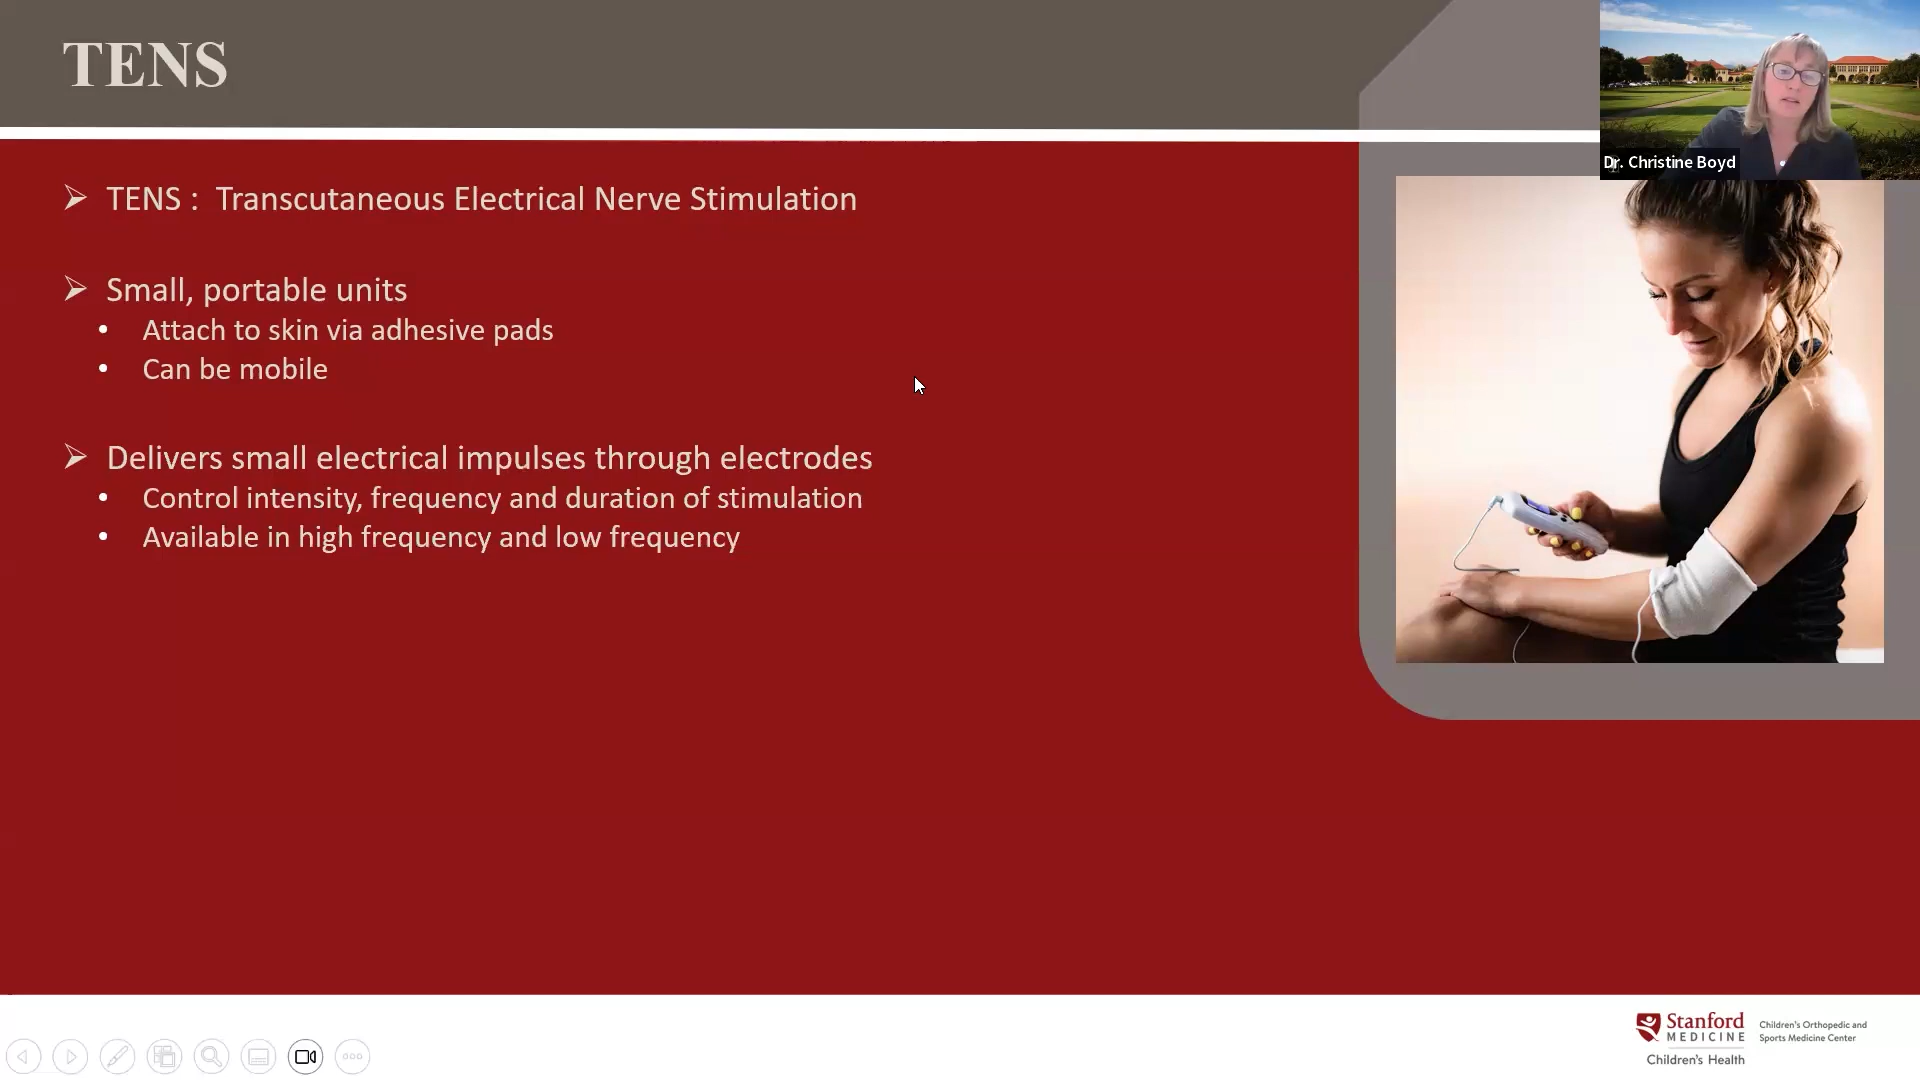 TENS
Dr. Christine Boyd
TENS : Transcutaneous Electrical Nerve Stimulation
Small, portable units
Attach to skin via adhesive pads
Can be mobile
Delivers small electrical impulses through electrodes
Control intensity, frequency and duration of stimulation
Available in high frequency and low frequency
Stanford
MEDICINE
Children's Health
Children's Orthopedic and
Sports Medicine Center